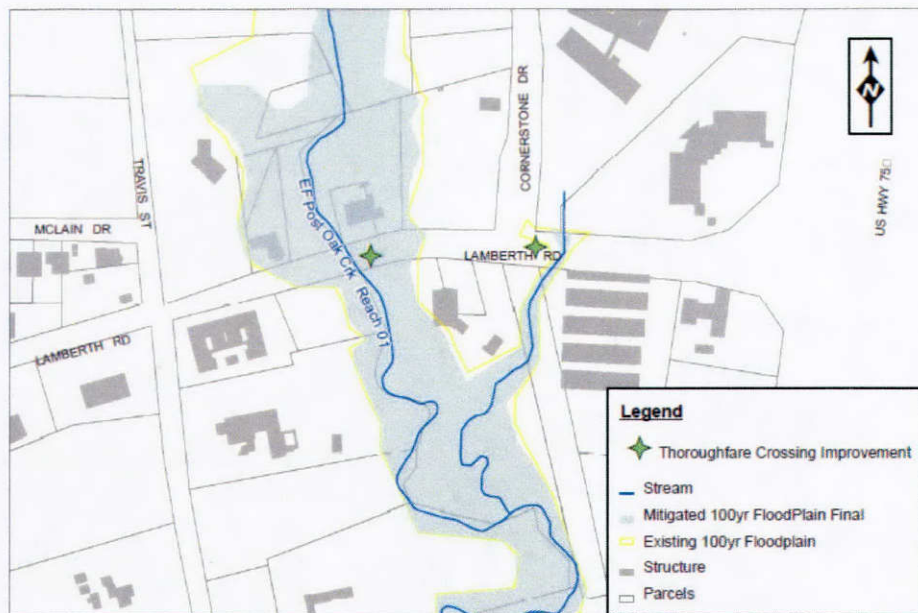 N
CORNERSTONE DR
TRAVIS ST
US HWY 75
MCLAIN DR
EF Post Oak Crk Reach 01
LAMBERTH RD
LAMBERTH RD
Legend
Thoroughfare Crossing Improvement
Stream
Mitigated 100yr FloodPlain Final
Existing 100yr Floodplain
Structure
Parcels